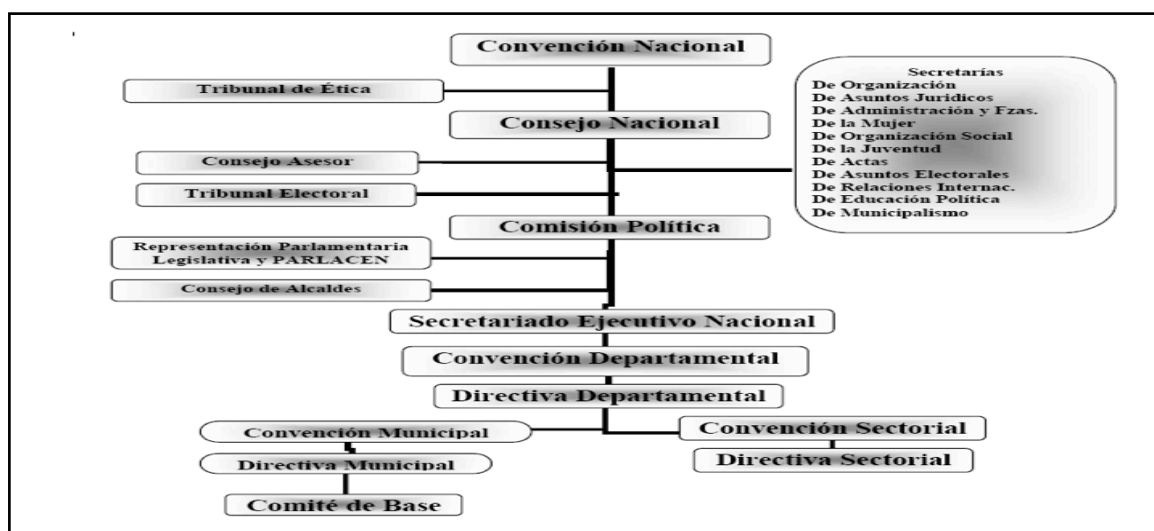 Convención Nacional
Tribunal de Ética
Secretarías
De Organización
De Asuntos Juridicos
De Administración y Fzas.
De la Mujer
De Organización Social
De la Juventud
De Actas
De Asuntos Electorales
De Relaciones Internac.
De Educación Política
De Municipalismo
Consejo Nacional
Consejo Asesor
Tribunal Electoral
Comisión Política
Representación Parlamentaria
Legislativa y PARLACEN
Consejo de Alcaldes
Secretariado Ejecutivo Nacional
Convención Departamental
Directiva Departamental
Convención Municipal
Convención Sectorial
Directiva Municipal
Directiva Sectorial
Comité de Base